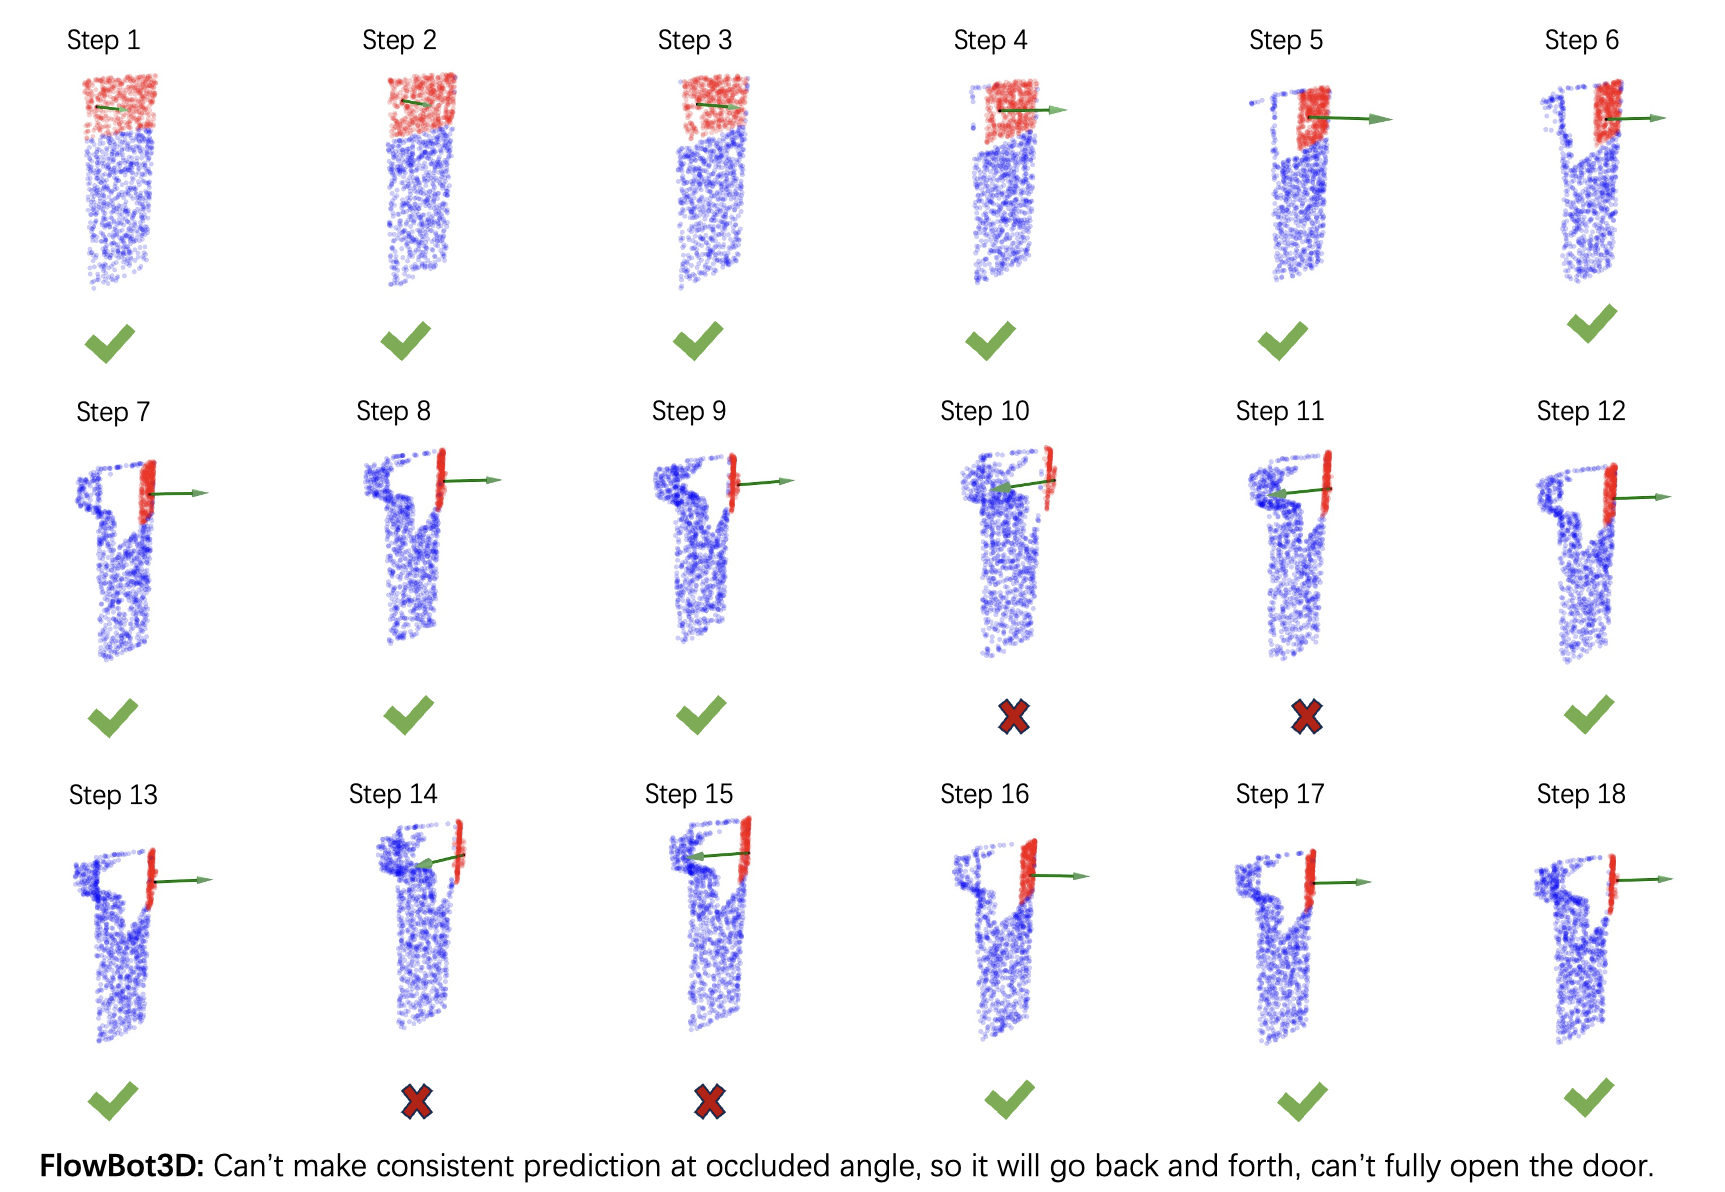 Step 1 Step 2 Step 3 Step 4 Step 5 Step 6
Step 7 Step 8 Step 9 Step 10 Step 11 Step 12
Step 13 Step 14 Step 15 Step 16 Step 17 Step 18
FlowBot3D: Can't make consistent prediction at occluded angle, so it will go back and forth, can't fully open the door.